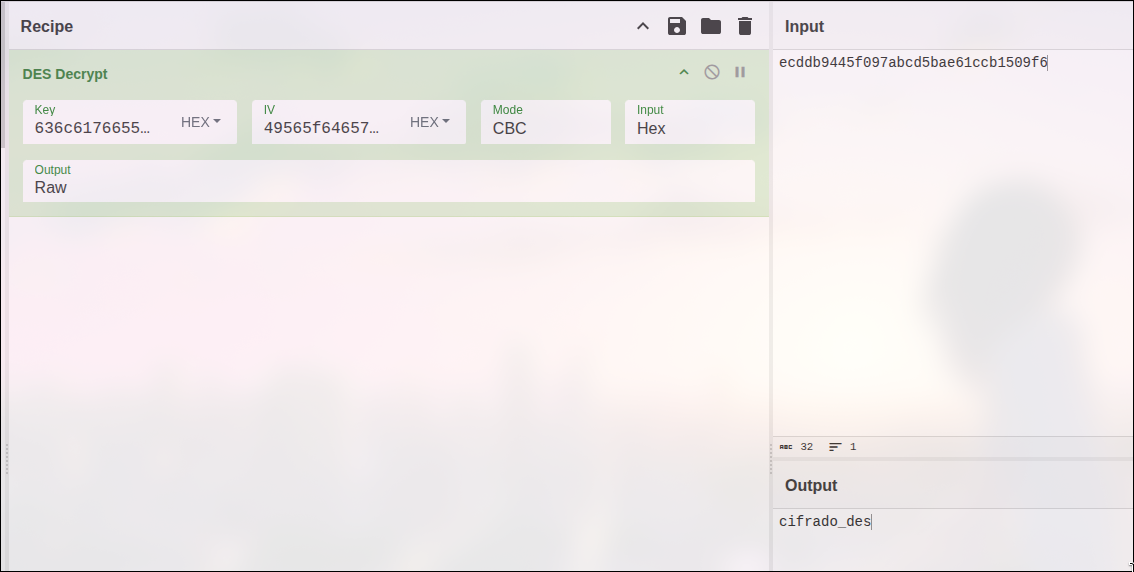 Recipe
DES Decrypt
Key
636c6176655…
HEX
IV
49565f64657…
HEX
Mode
CBC
Input
Hex
Output
Raw
Input
ecddb9445f097abcd5bae61ccb1509f6
ABC 32 1
Output
cifrado_des